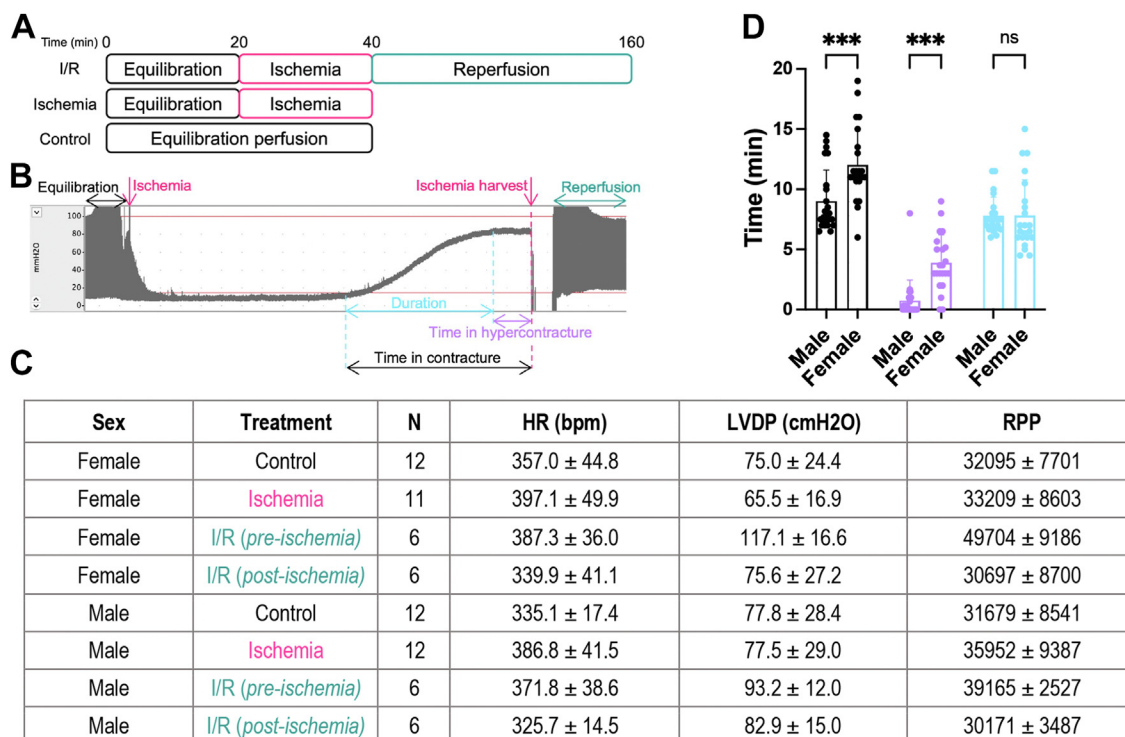 A
Time (min) 0 20 40 160
I/R Equilibration Ischemia Reperfusion
Ischemia Equilibration Ischemia
Control Equilibration perfusion
B
Equilibration Ischemia Ischemia harvest Reperfusion
100
80
60
40
20
0
mmH2O
Duration
Time in hypercontracture
Time in contracture
C
Sex Treatment N HR (bpm) LVDP (cmH2O) RPP
Female Control 12 357.0 ± 44.8 75.0 ± 24.4 32095 ± 7701
Female Ischemia 11 397.1 ± 49.9 65.5 ± 16.9 33209 ± 8603
Female I/R (pre-ischemia) 6 387.3 ± 36.0 117.1 ± 16.6 49704 ± 9186
Female I/R (post-ischemia) 6 339.9 ± 41.1 75.6 ± 27.2 30697 ± 8700
Male Control 12 335.1 ± 17.4 77.8 ± 28.4 31679 ± 8541
Male Ischemia 12 386.8 ± 41.5 77.5 ± 29.0 35952 ± 9387
Male I/R (pre-ischemia) 6 371.8 ± 38.6 93.2 ± 12.0 39165 ± 2527
Male I/R (post-ischemia) 6 325.7 ± 14.5 82.9 ± 15.0 30171 ± 3487
D
*** *** ns
20
15
10
5
0
Time (min)
Male Female Male Female Male Female